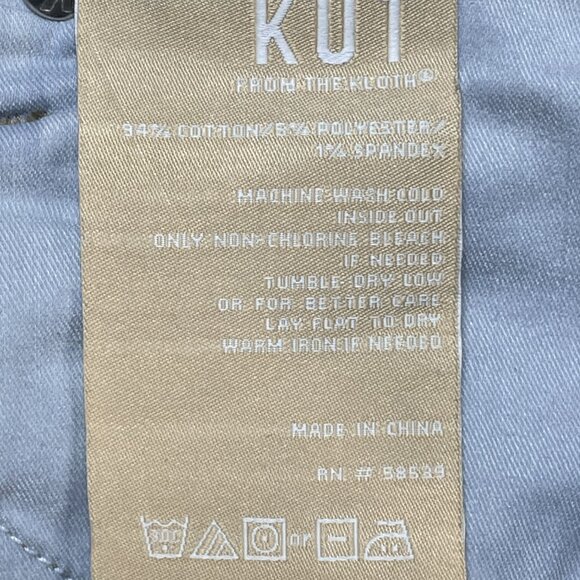 KUT
FROM THE KLOTH®
94% COTTON/5% POLYESTER/
1% SPANDEX
MACHINE WASH COLD
INSIDE OUT
ONLY NON-CHLORINE BLEACH
IF NEEDED
TUMBLE DRY LOW
OR FOR BETTER CARE
LAY FLAT TO DRY
WARM IRON IF NEEDED
MADE IN CHINA
RN. # 58539
30C or